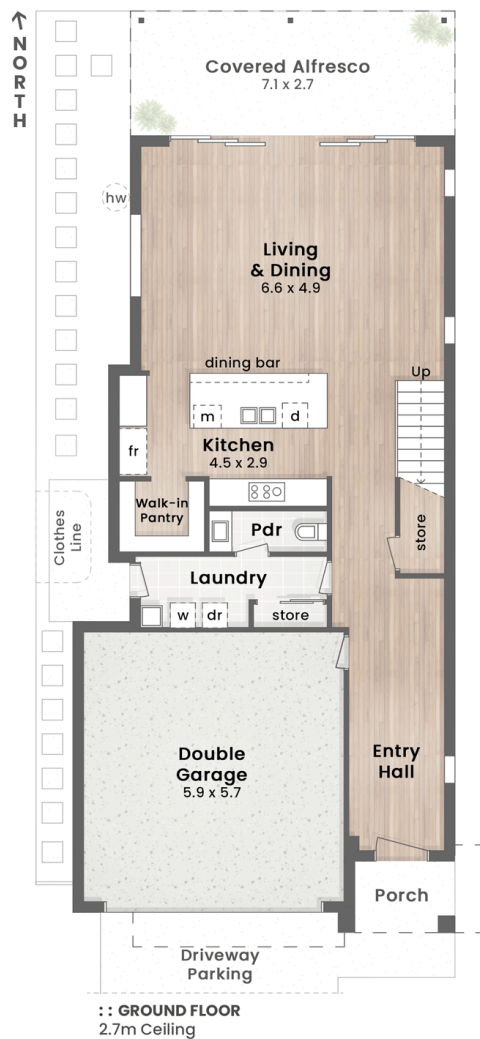 NORTH
Covered Alfresco
7.1 x 2.7
hw
Living
& Dining
6.6 x 4.9
dining bar
Up
m
d
fr
Kitchen
4.5 x 2.9
Walk-in
Pantry
Pdr
store
Clothes
Line
Laundry
w
dr
store
Double
Garage
5.9 x 5.7
Entry
Hall
Porch
Driveway
Parking
:: GROUND FLOOR
2.7m Ceiling